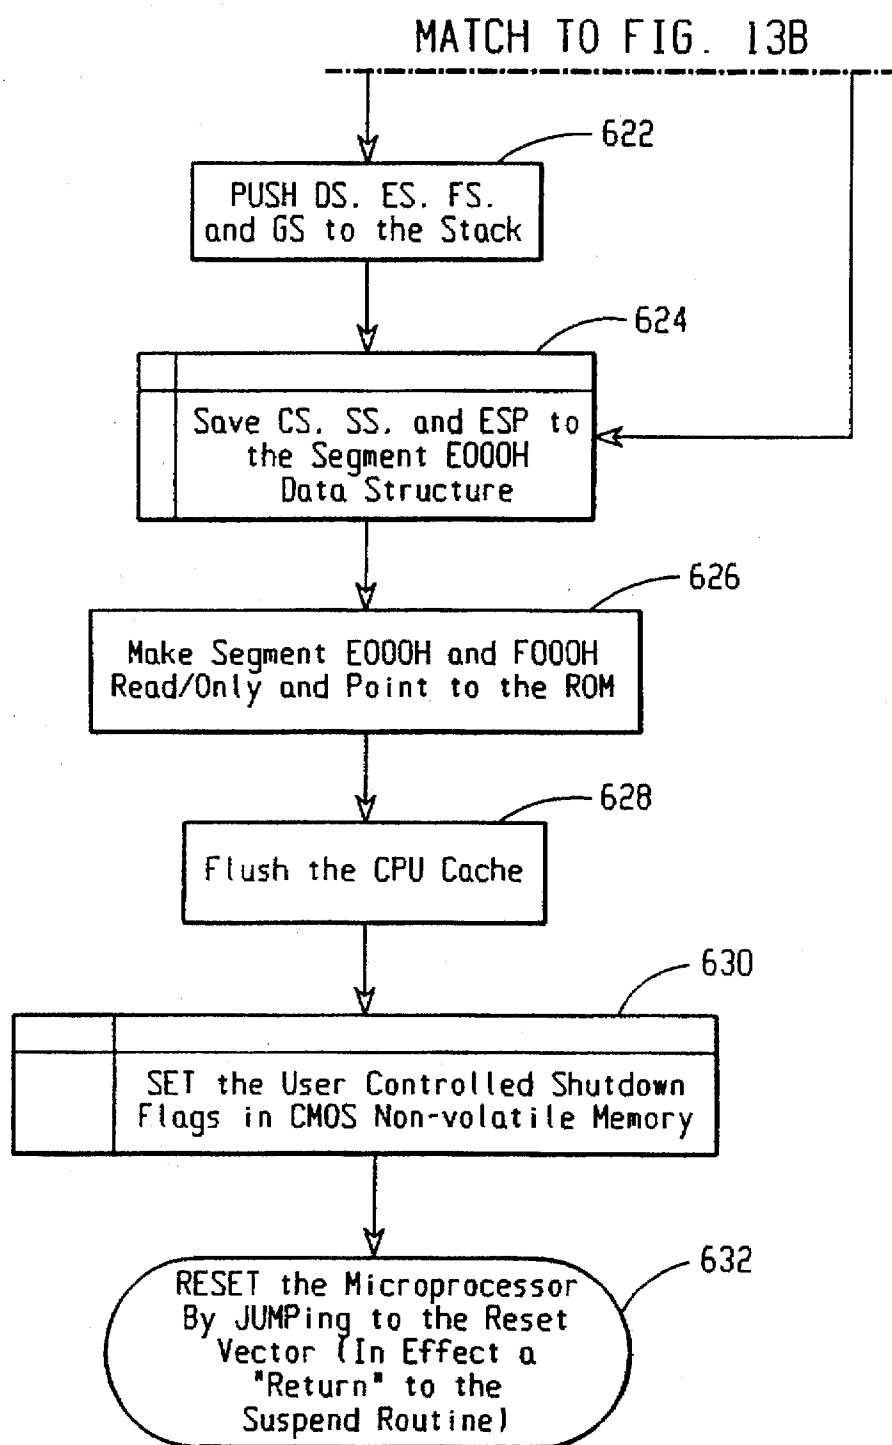 MATCH TO FIG. 13B
622
PUSH DS, ES, FS,
and GS to the Stack
624
Save CS, SS, and ESP to
the Segment E000H
Data Structure
626
Make Segment E000H and F000H
Read/Only and Point to the ROM
628
Flush the CPU Cache
630
SET the User Controlled Shutdown
Flags in CMOS Non-volatile Memory
632
RESET the Microprocessor
By JUMPing to the Reset
Vector (In Effect a
"Return" to the
Suspend Routine)